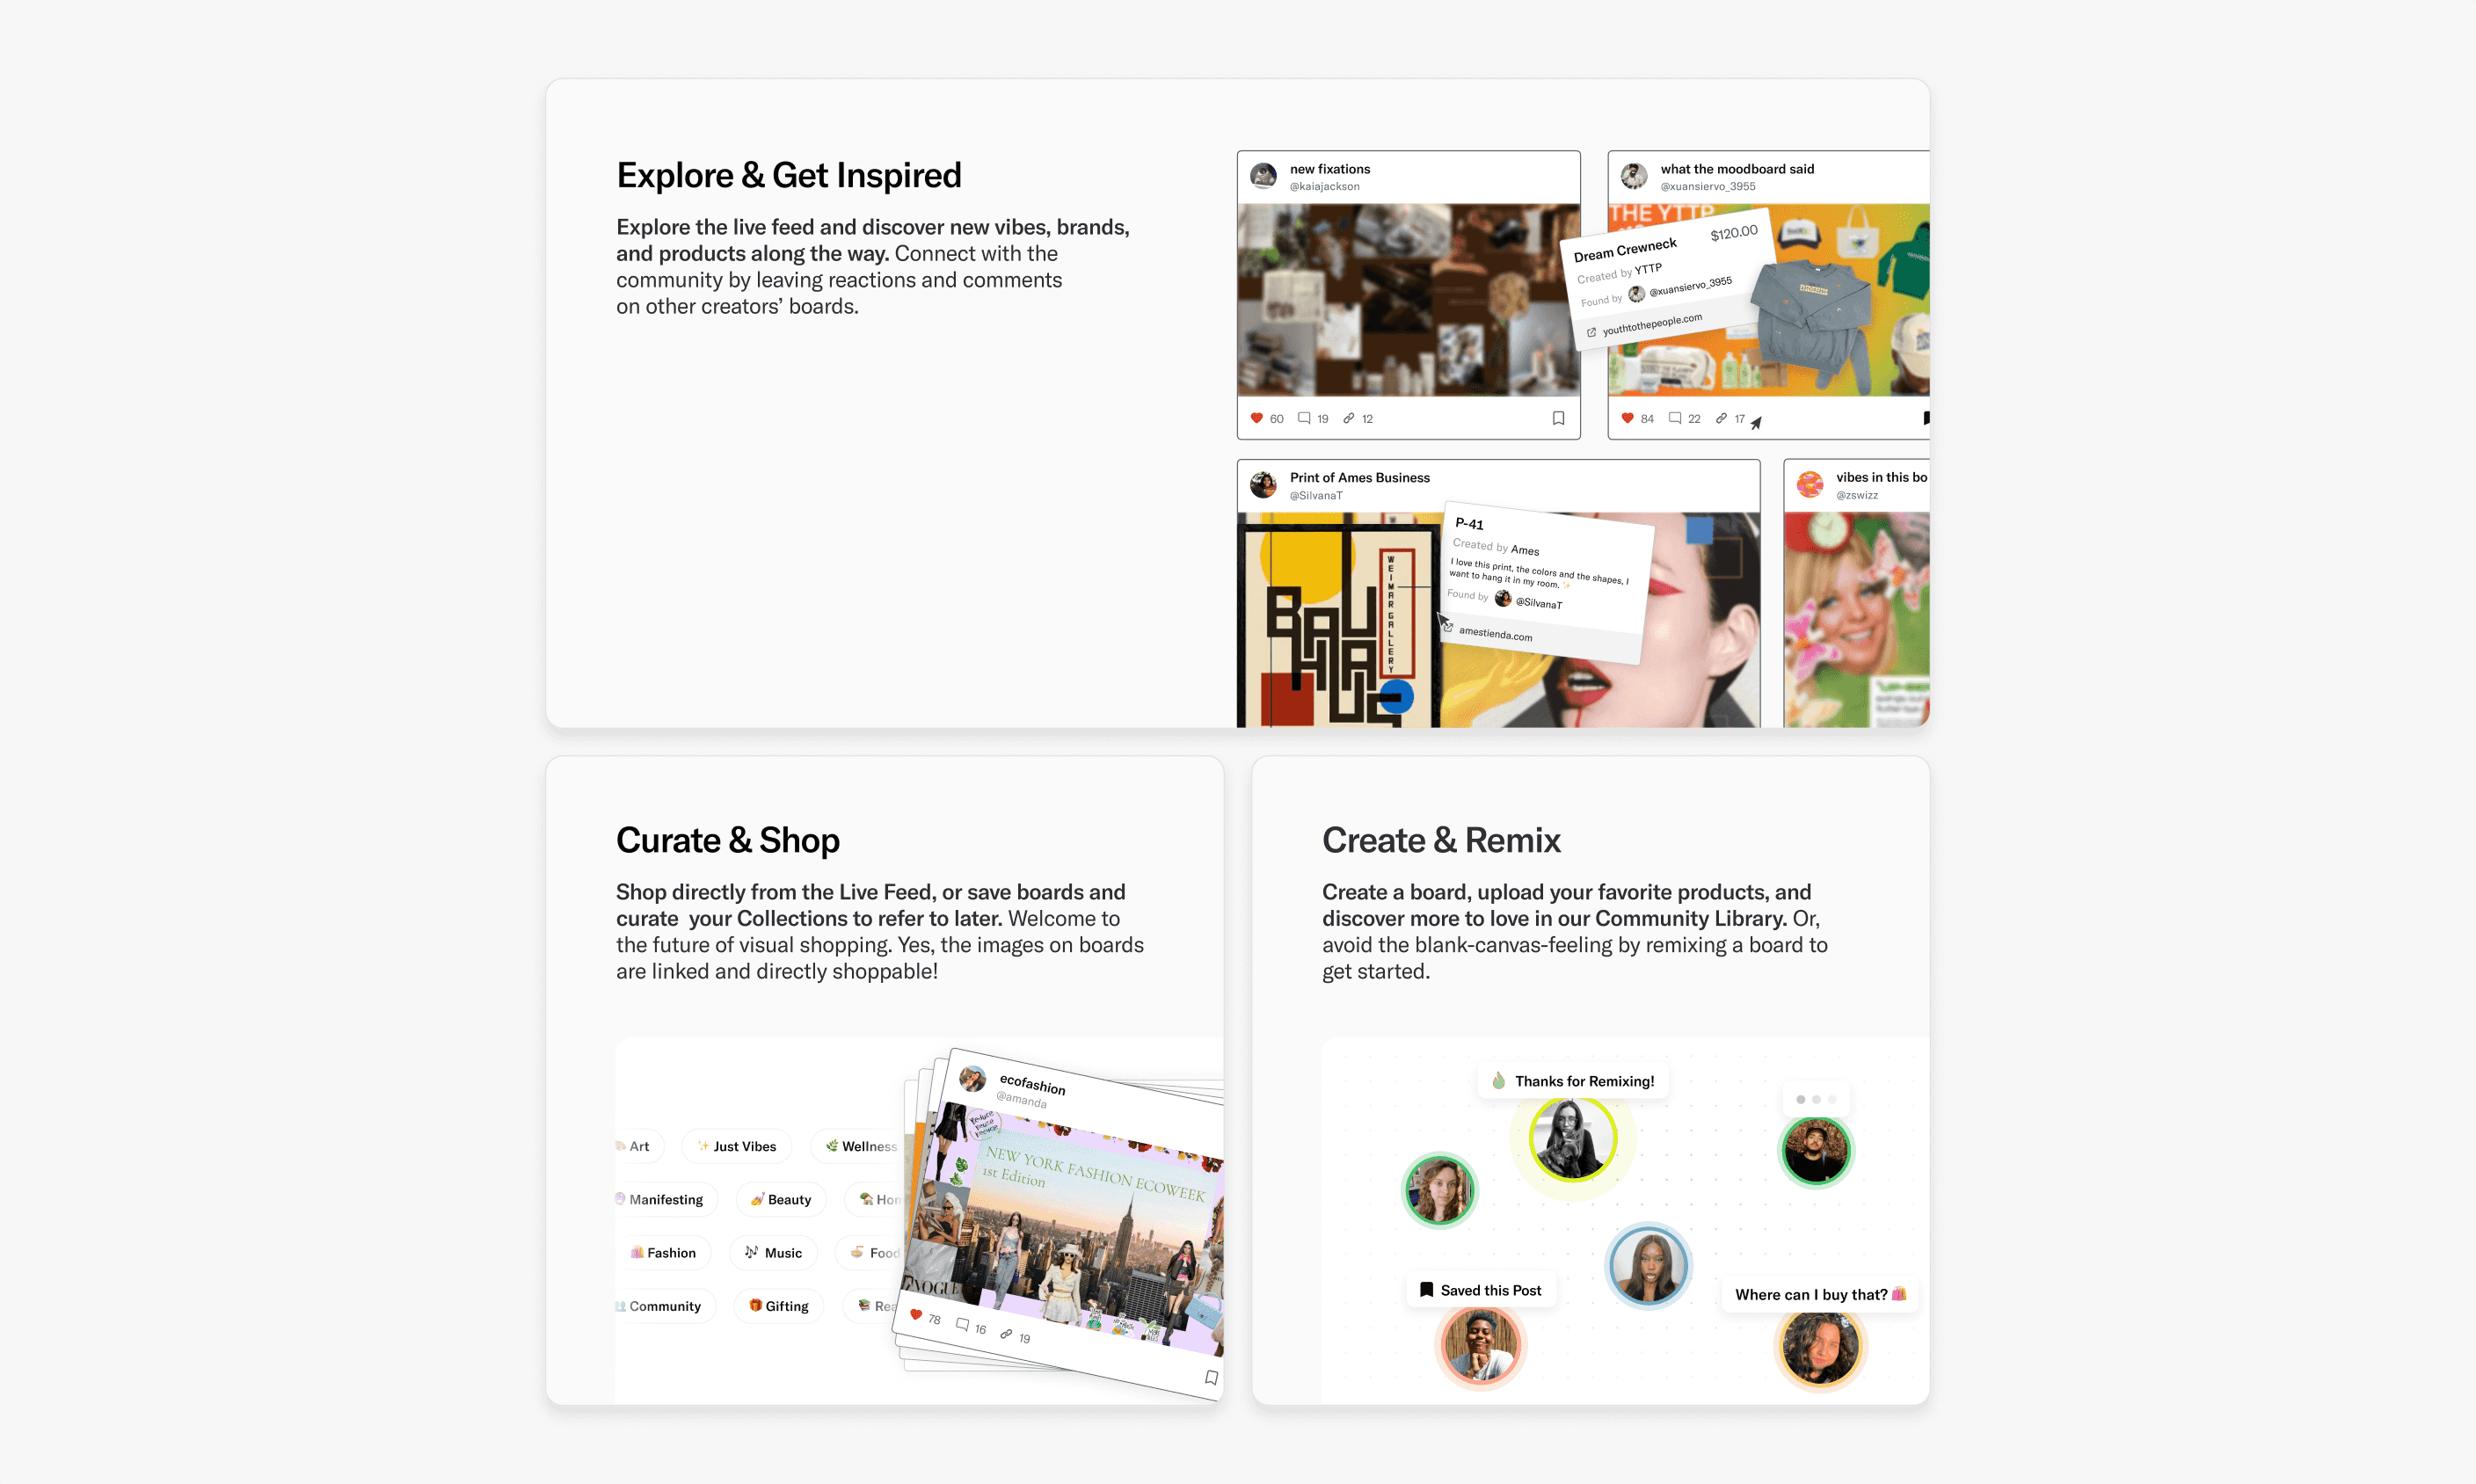 Explore & Get Inspired
Explore the live feed and discover new vibes, brands,
and products along the way. Connect with the
community by leaving reactions and comments
on other creators’ boards.
new fixations
@kaiajackson
60 19 12
what the moodboard said
@xuansiervo_3955
THE YTTP
Dream Crewneck $120.00
Created by YTTP
Found by @xuansiervo_3955
youthtothepeople.com
84 22 17
Print of Ames Business
@SilvanaT
WEIMAR GALLERY
BAUHAUS
P-41
Created by Ames
I love this print, the colors and the shapes, I
want to hang it in my room. ✨
Found by @SilvanaT
amestienda.com
vibes in this bo
@zswizz
Curate & Shop
Shop directly from the Live Feed, or save boards and
curate  your Collections to refer to later. Welcome to
the future of visual shopping. Yes, the images on boards
are linked and directly shoppable!
🎨 Art ✨ Just Vibes 🌿 Wellness
🔮 Manifesting 💅 Beauty 🏡 Hom
🛍️ Fashion 🎶 Music 🍜 Food
👥 Community 🎁 Gifting 📚 Rea
ecofashion
@amanda
NEW YORK FASHION ECOWEEK
1st Edition
VOGUE
78 16 19
Create & Remix
Create a board, upload your favorite products, and
discover more to love in our Community Library. Or,
avoid the blank-canvas-feeling by remixing a board to
get started.
Thanks for Remixing!
Saved this Post
Where can I buy that? 🛍️